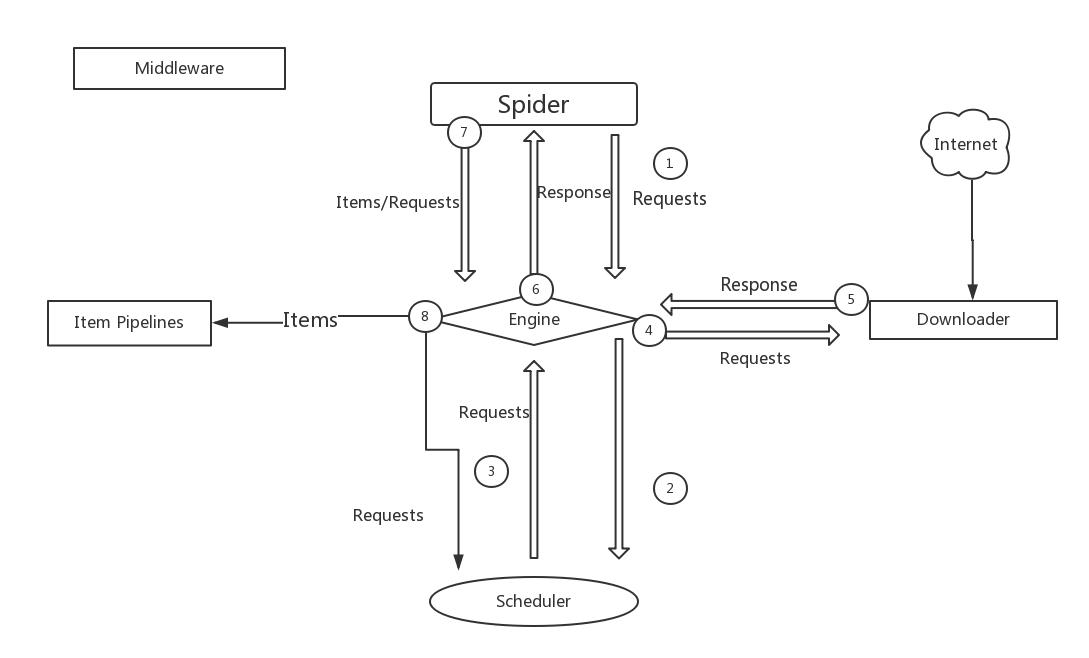 Middleware
Spider
7
1
Internet
Items/Requests
Response
Requests
6
Response
5
Item Pipelines
Items
8
Engine
4
Downloader
Requests
Requests
3
2
Requests
Scheduler